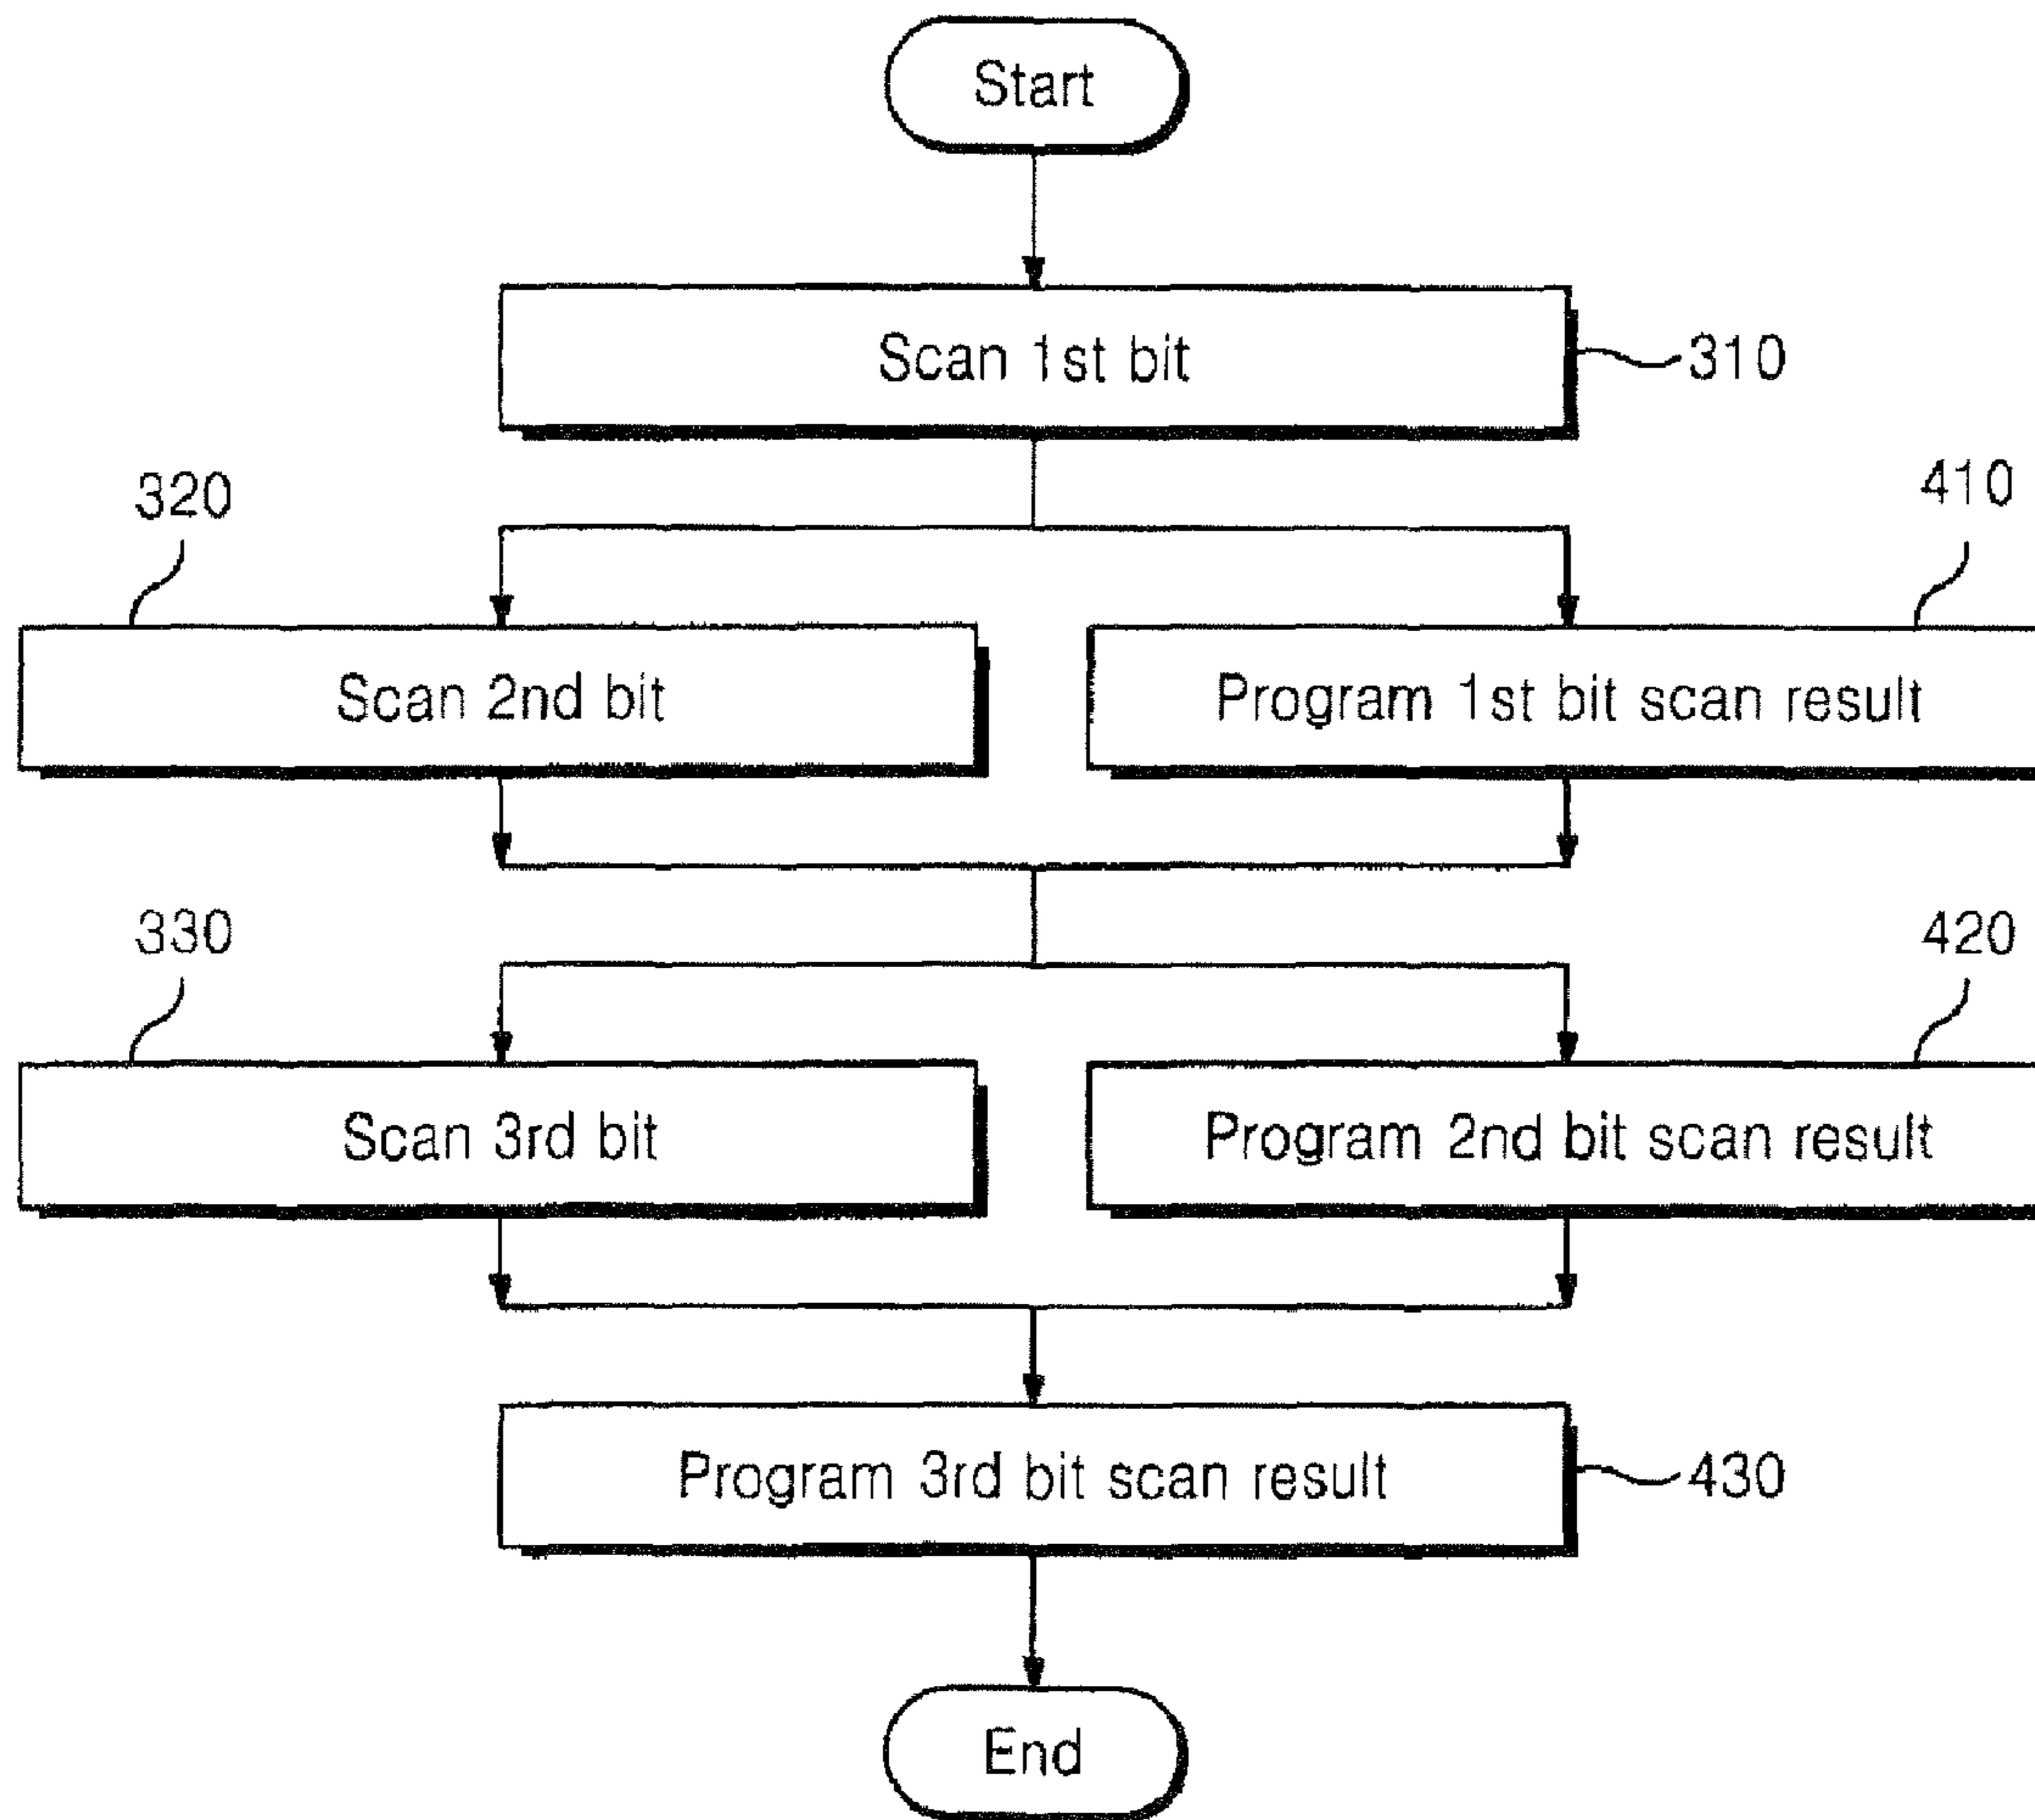 Start
Scan 1st bit
310
320
410
Scan 2nd bit
Program 1st bit scan result
330
420
Scan 3rd bit
Program 2nd bit scan result
Program 3rd bit scan result
430
End